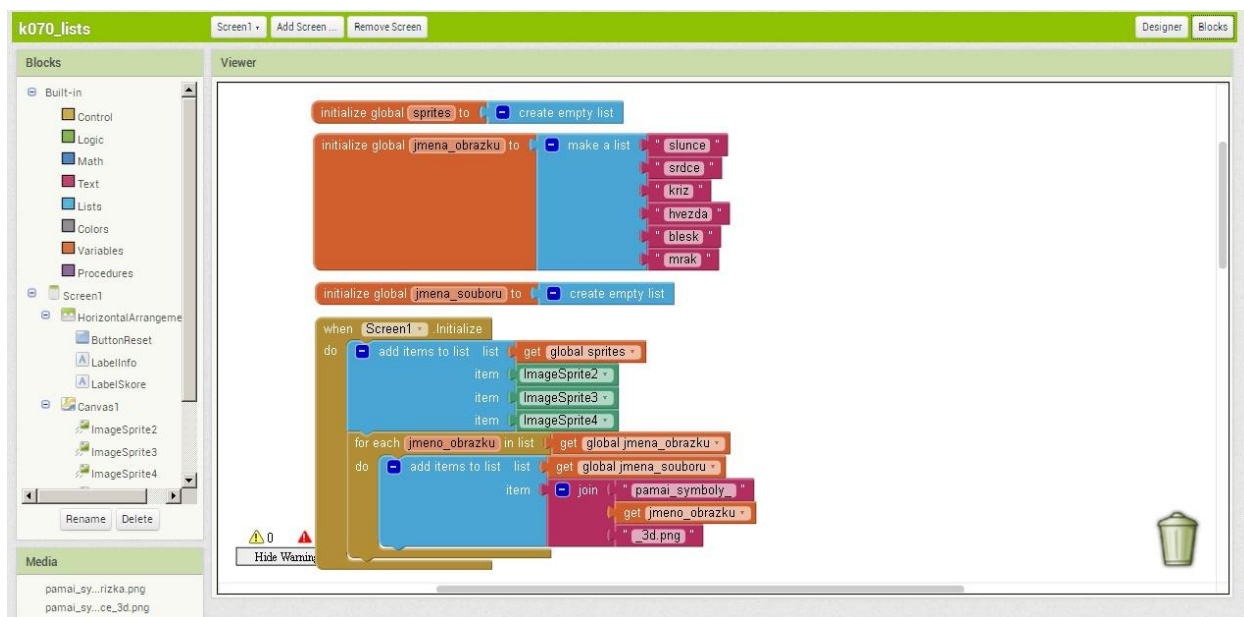 k070_lists
Screen1 Add Screen ... Remove Screen
Designer Blocks
Blocks
Built-in
Control
Logic
Math
Text
Lists
Colors
Variables
Procedures
Screen1
HorizontalArrangeme
ButtonReset
LabelInfo
LabelSkore
Canvas1
ImageSprite2
ImageSprite3
ImageSprite4
Rename Delete
Media
pamai_sy...rizka.png
pamai_sy...ce_3d.png
Viewer
initialize global sprites to create empty list
initialize global jmena_obrazku to make a list " slunce "
" srdce "
" kriz "
" hvezda "
" blesk "
" mrak "
initialize global jmena_souboru to create empty list
when Screen1 .Initialize
do add items to list list get global sprites
item ImageSprite2
item ImageSprite3
item ImageSprite4
for each jmeno_obrazku in list get global jmena_obrazku
do add items to list list get global jmena_souboru
item join " pamai_symboly_ "
get jmeno_obrazku
" _3d.png "
0
Hide Warning